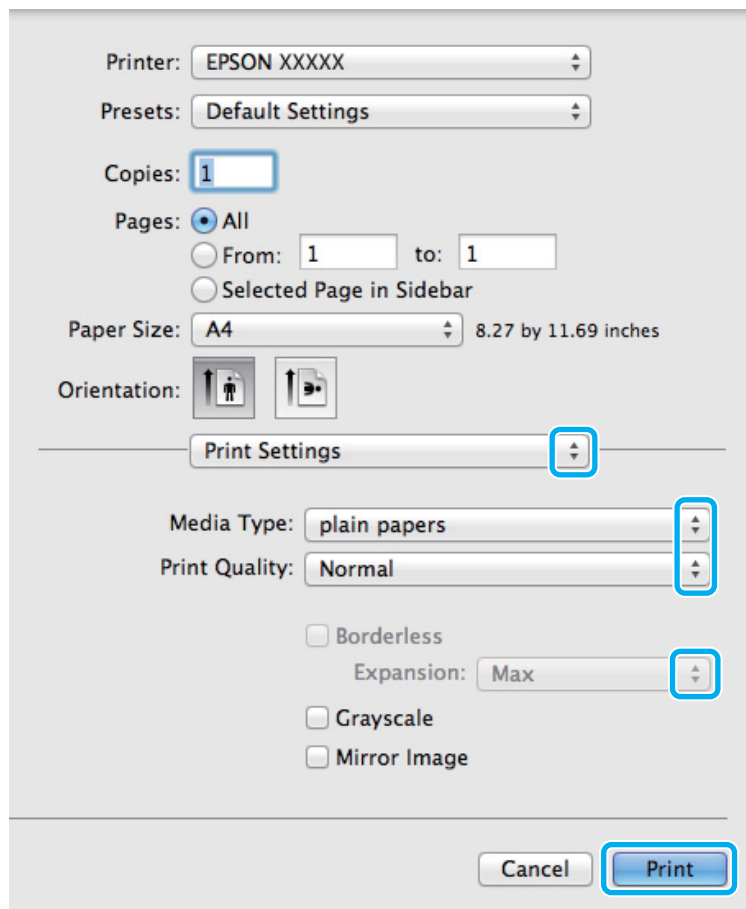 Printer: EPSON XXXXX
Presets: Default Settings
Copies: 1
Pages: All
From: 1 to: 1
Selected Page in Sidebar
Paper Size: A4 8.27 by 11.69 inches
Orientation:
Print Settings
Media Type: plain papers
Print Quality: Normal
Borderless
Expansion: Max
Grayscale
Mirror Image
Cancel Print